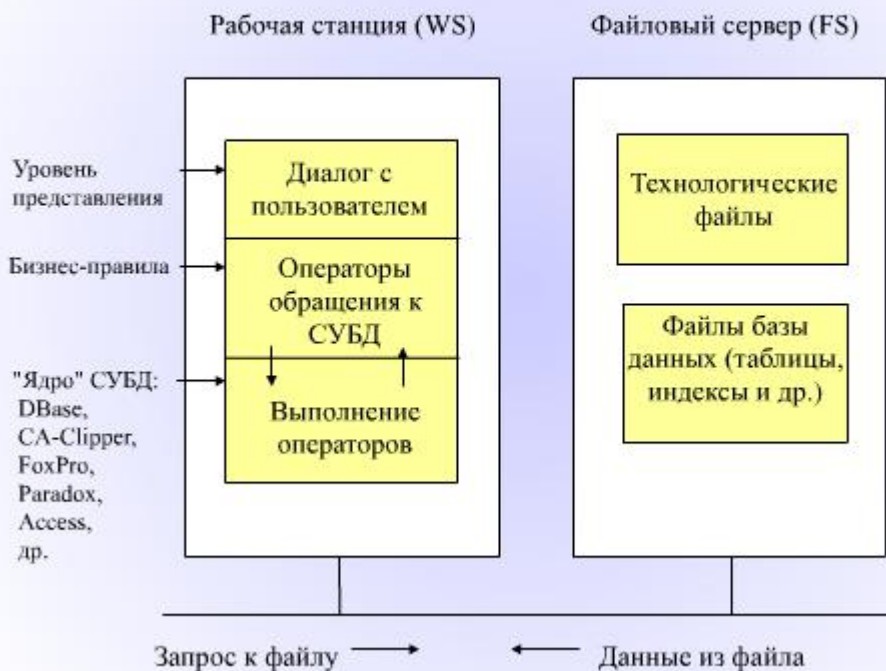 Рабочая станция (WS)
Файловый сервер (FS)
Уровень
представления
Бизнес-правила
"Ядро" СУБД:
DBase,
CA-Clipper,
FoxPro,
Paradox,
Access,
др.
Диалог с
пользователем
Операторы
обращения к
СУБД
Выполнение
операторов
Технологические
файлы
Файлы базы
данных (таблицы,
индексы и др.)
Запрос к файлу
Данные из файла